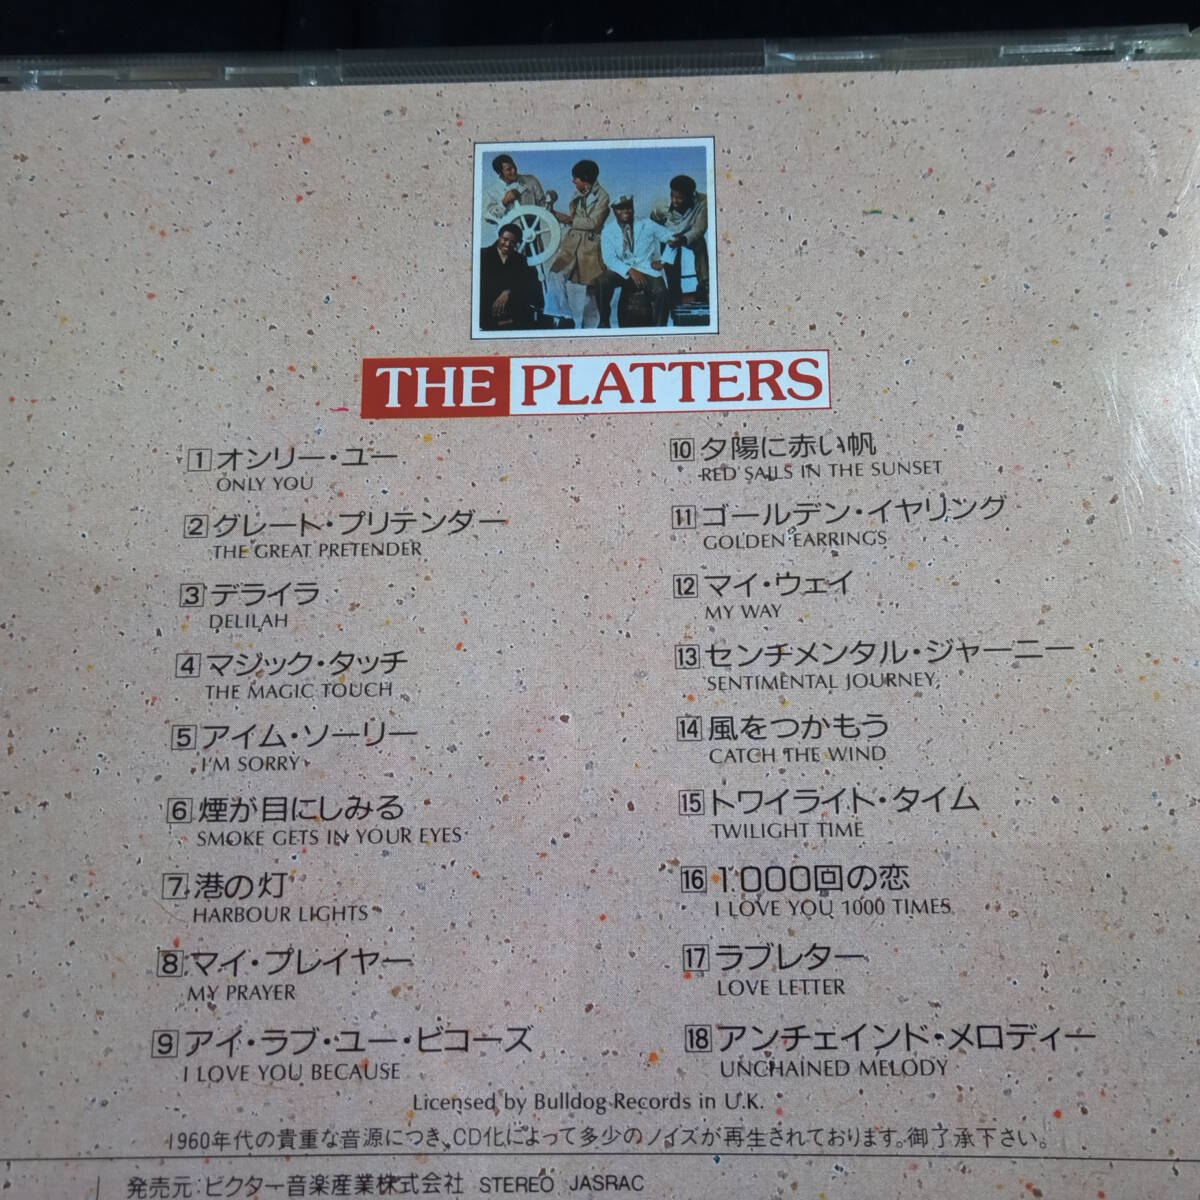 THE PLATTERS
1 オンリー・ユー
ONLY YOU
2 グレート・プリテンダー
THE GREAT PRETENDER
3 デライラ
DELILAH
4 マジック・タッチ
THE MAGIC TOUCH
5 アイム・ソーリー
I'M SORRY
6 煙が目にしみる
SMOKE GETS IN YOUR EYES
7 港の灯
HARBOUR LIGHTS
8 マイ・プレイヤー
MY PRAYER
9 アイ・ラブ・ユー・ビコーズ
I LOVE YOU BECAUSE
10 夕陽に赤い帆
RED SAILS IN THE SUNSET
11 ゴールデン・イヤリング
GOLDEN EARRINGS
12 マイ・ウェイ
MY WAY
13 センチメンタル・ジャーニー
SENTIMENTAL JOURNEY
14 風をつかもう
CATCH THE WIND
15 トワイライト・タイム
TWILIGHT TIME
16 1000回の恋
I LOVE YOU 1000 TIMES
17 ラブレター
LOVE LETTER
18 アンチェインド・メロディー
UNCHAINED MELODY
Licensed by Bulldog Records in U.K.
1960年代の貴重な音源につき、CD化によって多少のノイズが再生されております。御了承下さい。
発売元:ビクター音楽産業株式会社 STEREO JASRAC